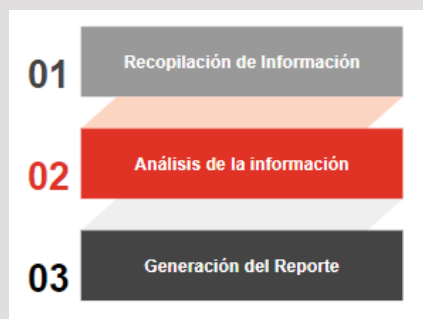 01 Recopilación de Información
02 Análisis de la información
03 Generación del Reporte